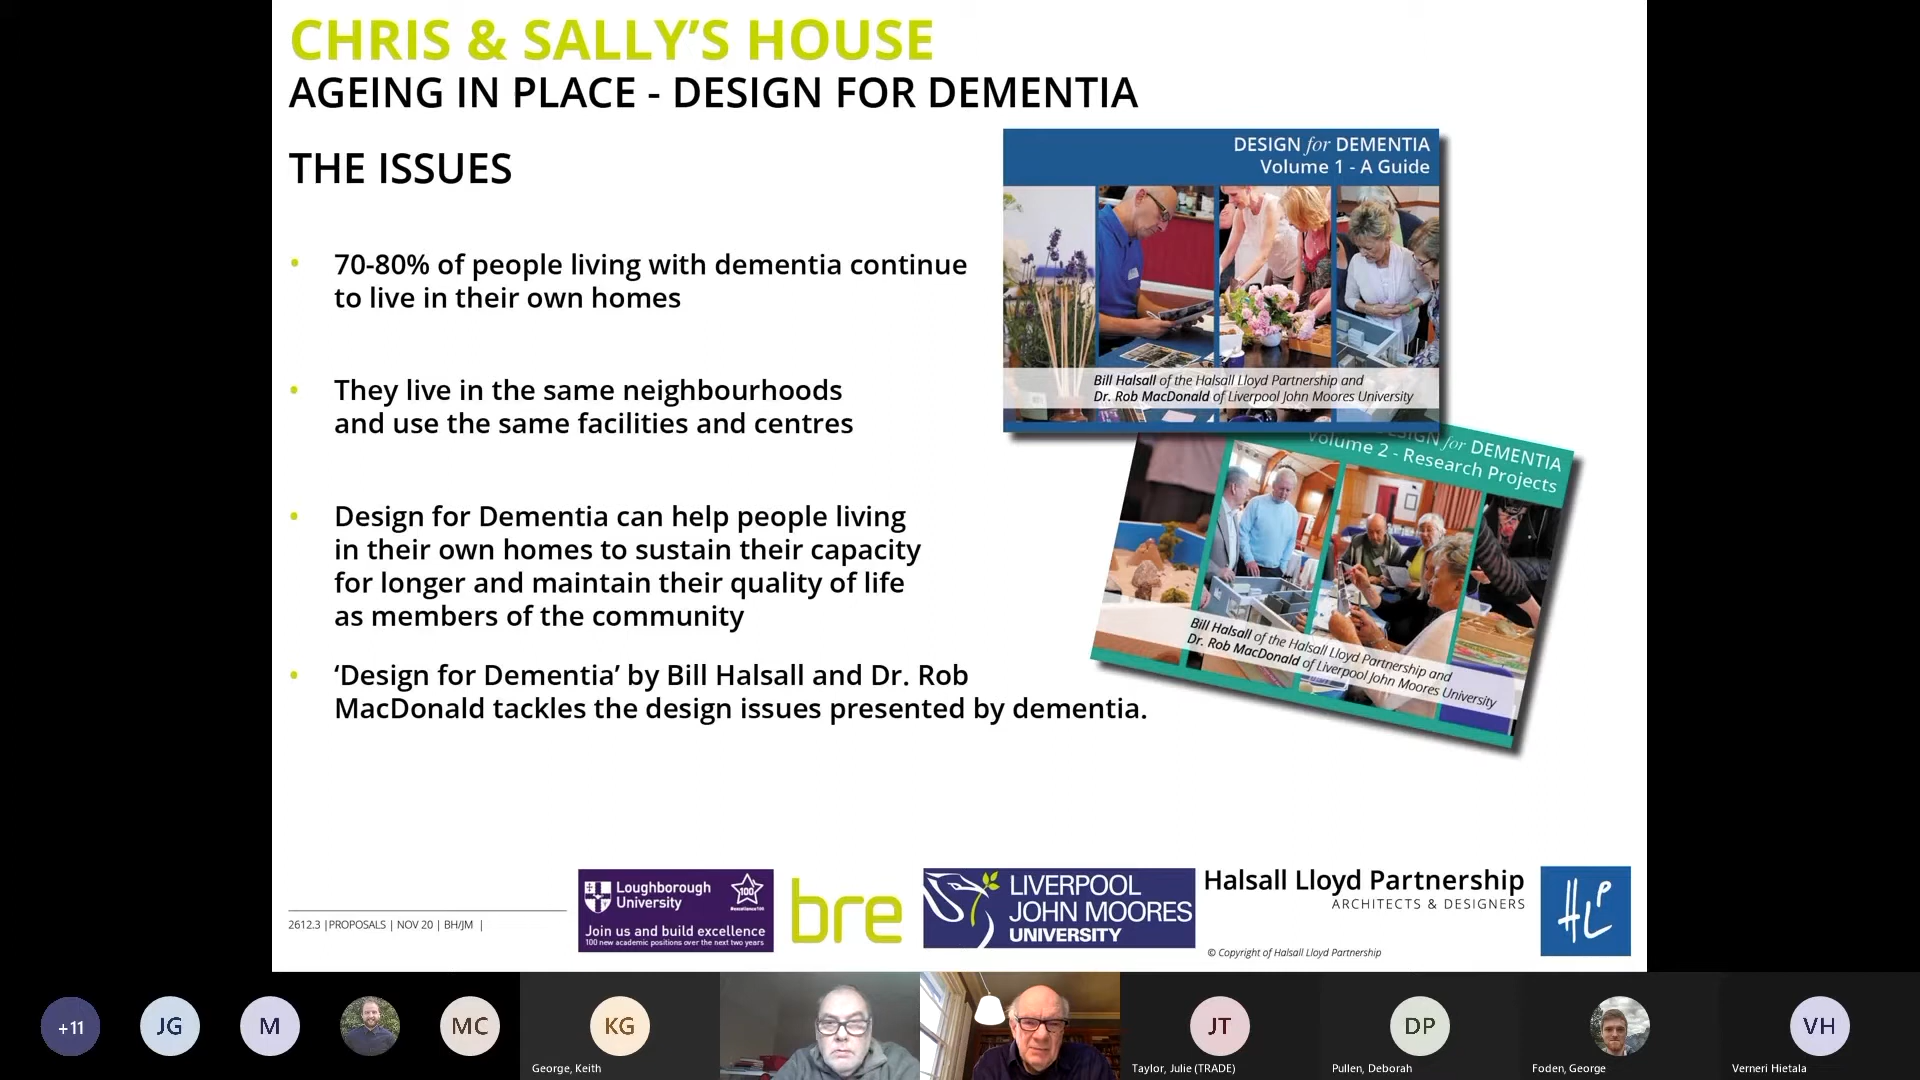 CHRIS & SALLY’S HOUSE
AGEING IN PLACE - DESIGN FOR DEMENTIA
THE ISSUES
• 70-80% of people living with dementia continue
to live in their own homes
• They live in the same neighbourhoods
and use the same facilities and centres
• Design for Dementia can help people living
in their own homes to sustain their capacity
for longer and maintain their quality of life
as members of the community
• ‘Design for Dementia’ by Bill Halsall and Dr. Rob
MacDonald tackles the design issues presented by dementia.
DESIGN for DEMENTIA
Volume 1 - A Guide
Bill Halsall of the Halsall Lloyd Partnership and
Dr. Rob MacDonald of Liverpool John Moores University
DESIGN for DEMENTIA
Volume 2 - Research Projects
Bill Halsall of the Halsall Lloyd Partnership and
Dr. Rob MacDonald of Liverpool John Moores University
2612.3 |PROPOSALS | NOV 20 | BH/JM |
Loughborough
University
100
#excellence100
Join us and build excellence
100 new academic positions over the next two years
bre
LIVERPOOL
JOHN MOORES
UNIVERSITY
Halsall Lloyd Partnership
ARCHITECTS & DESIGNERS
© Copyright of Halsall Lloyd Partnership
HLP
+11
JG
M
MC
KG
George, Keith
JT
Taylor, Julie (TRADE)
DP
Pullen, Deborah
Foden, George
VH
Verneri Hietala